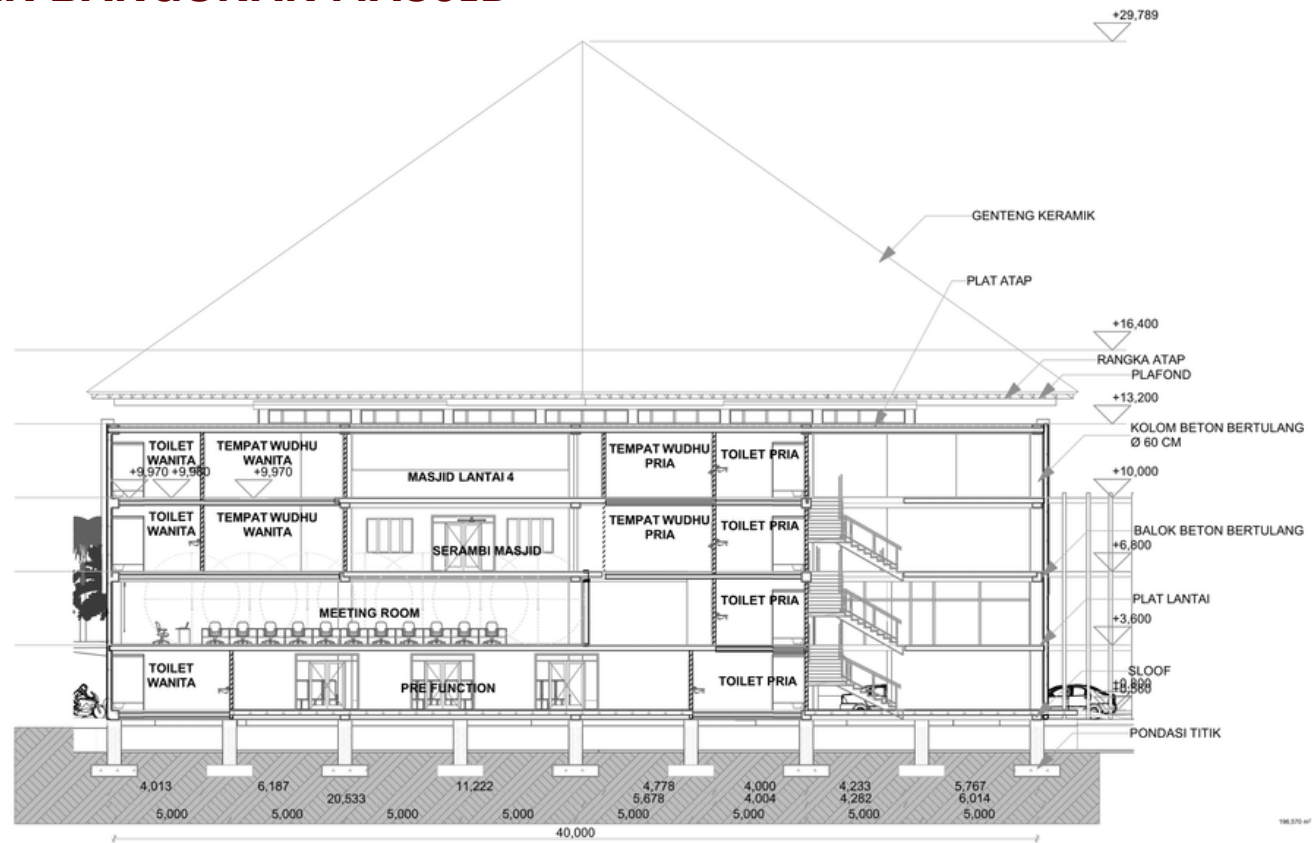 +29,789
GENTENG KERAMIK
PLAT ATAP
+16,400
RANGKA ATAP
PLAFOND
+13,200
KOLOM BETON BERTULANG
Ø 60 CM
TOILET
WANITA
TEMPAT WUDHU
WANITA
MASJID LANTAI 4
TEMPAT WUDHU
PRIA
TOILET PRIA
+9,970
+9,970
+10,000
TOILET
WANITA
TEMPAT WUDHU
WANITA
SERAMBI MASJID
TEMPAT WUDHU
PRIA
TOILET PRIA
BALOK BETON BERTULANG
+6,800
MEETING ROOM
TOILET PRIA
PLAT LANTAI
+3,600
TOILET
WANITA
PRE FUNCTION
TOILET PRIA
SLOOF
PONDASI TITIK
4,013 6,187 11,222 4,778 4,000 4,233 5,767
20,533 5,678 4,004 4,282 6,014
5,000 5,000 5,000 5,000 5,000 5,000 5,000 5,000
40,000